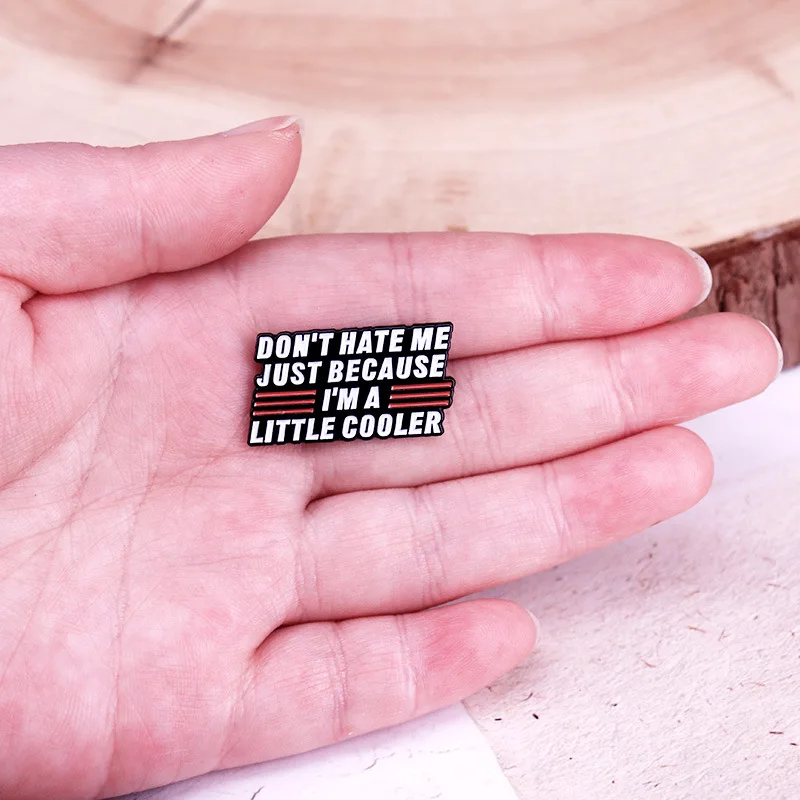 DON'T HATE ME
JUST BECAUSE
I'M A
LITTLE COOLER